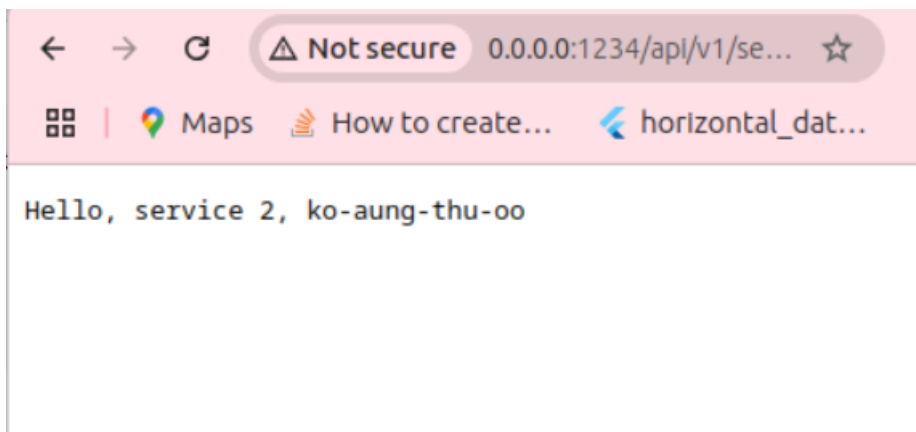 Not secure 0.0.0.0:1234/api/v1/se...
Maps How to create... horizontal_dat...
Hello, service 2, ko-aung-thu-oo